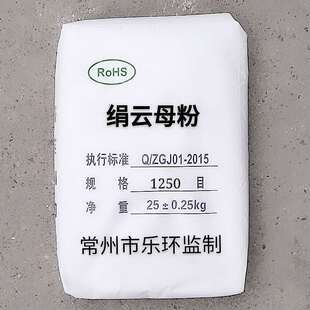 RoHS
绢云母粉
执行标准 Q/ZGJ01-2015
规 格 1250 目
净 重 25±0.25kg
常州市乐环监制